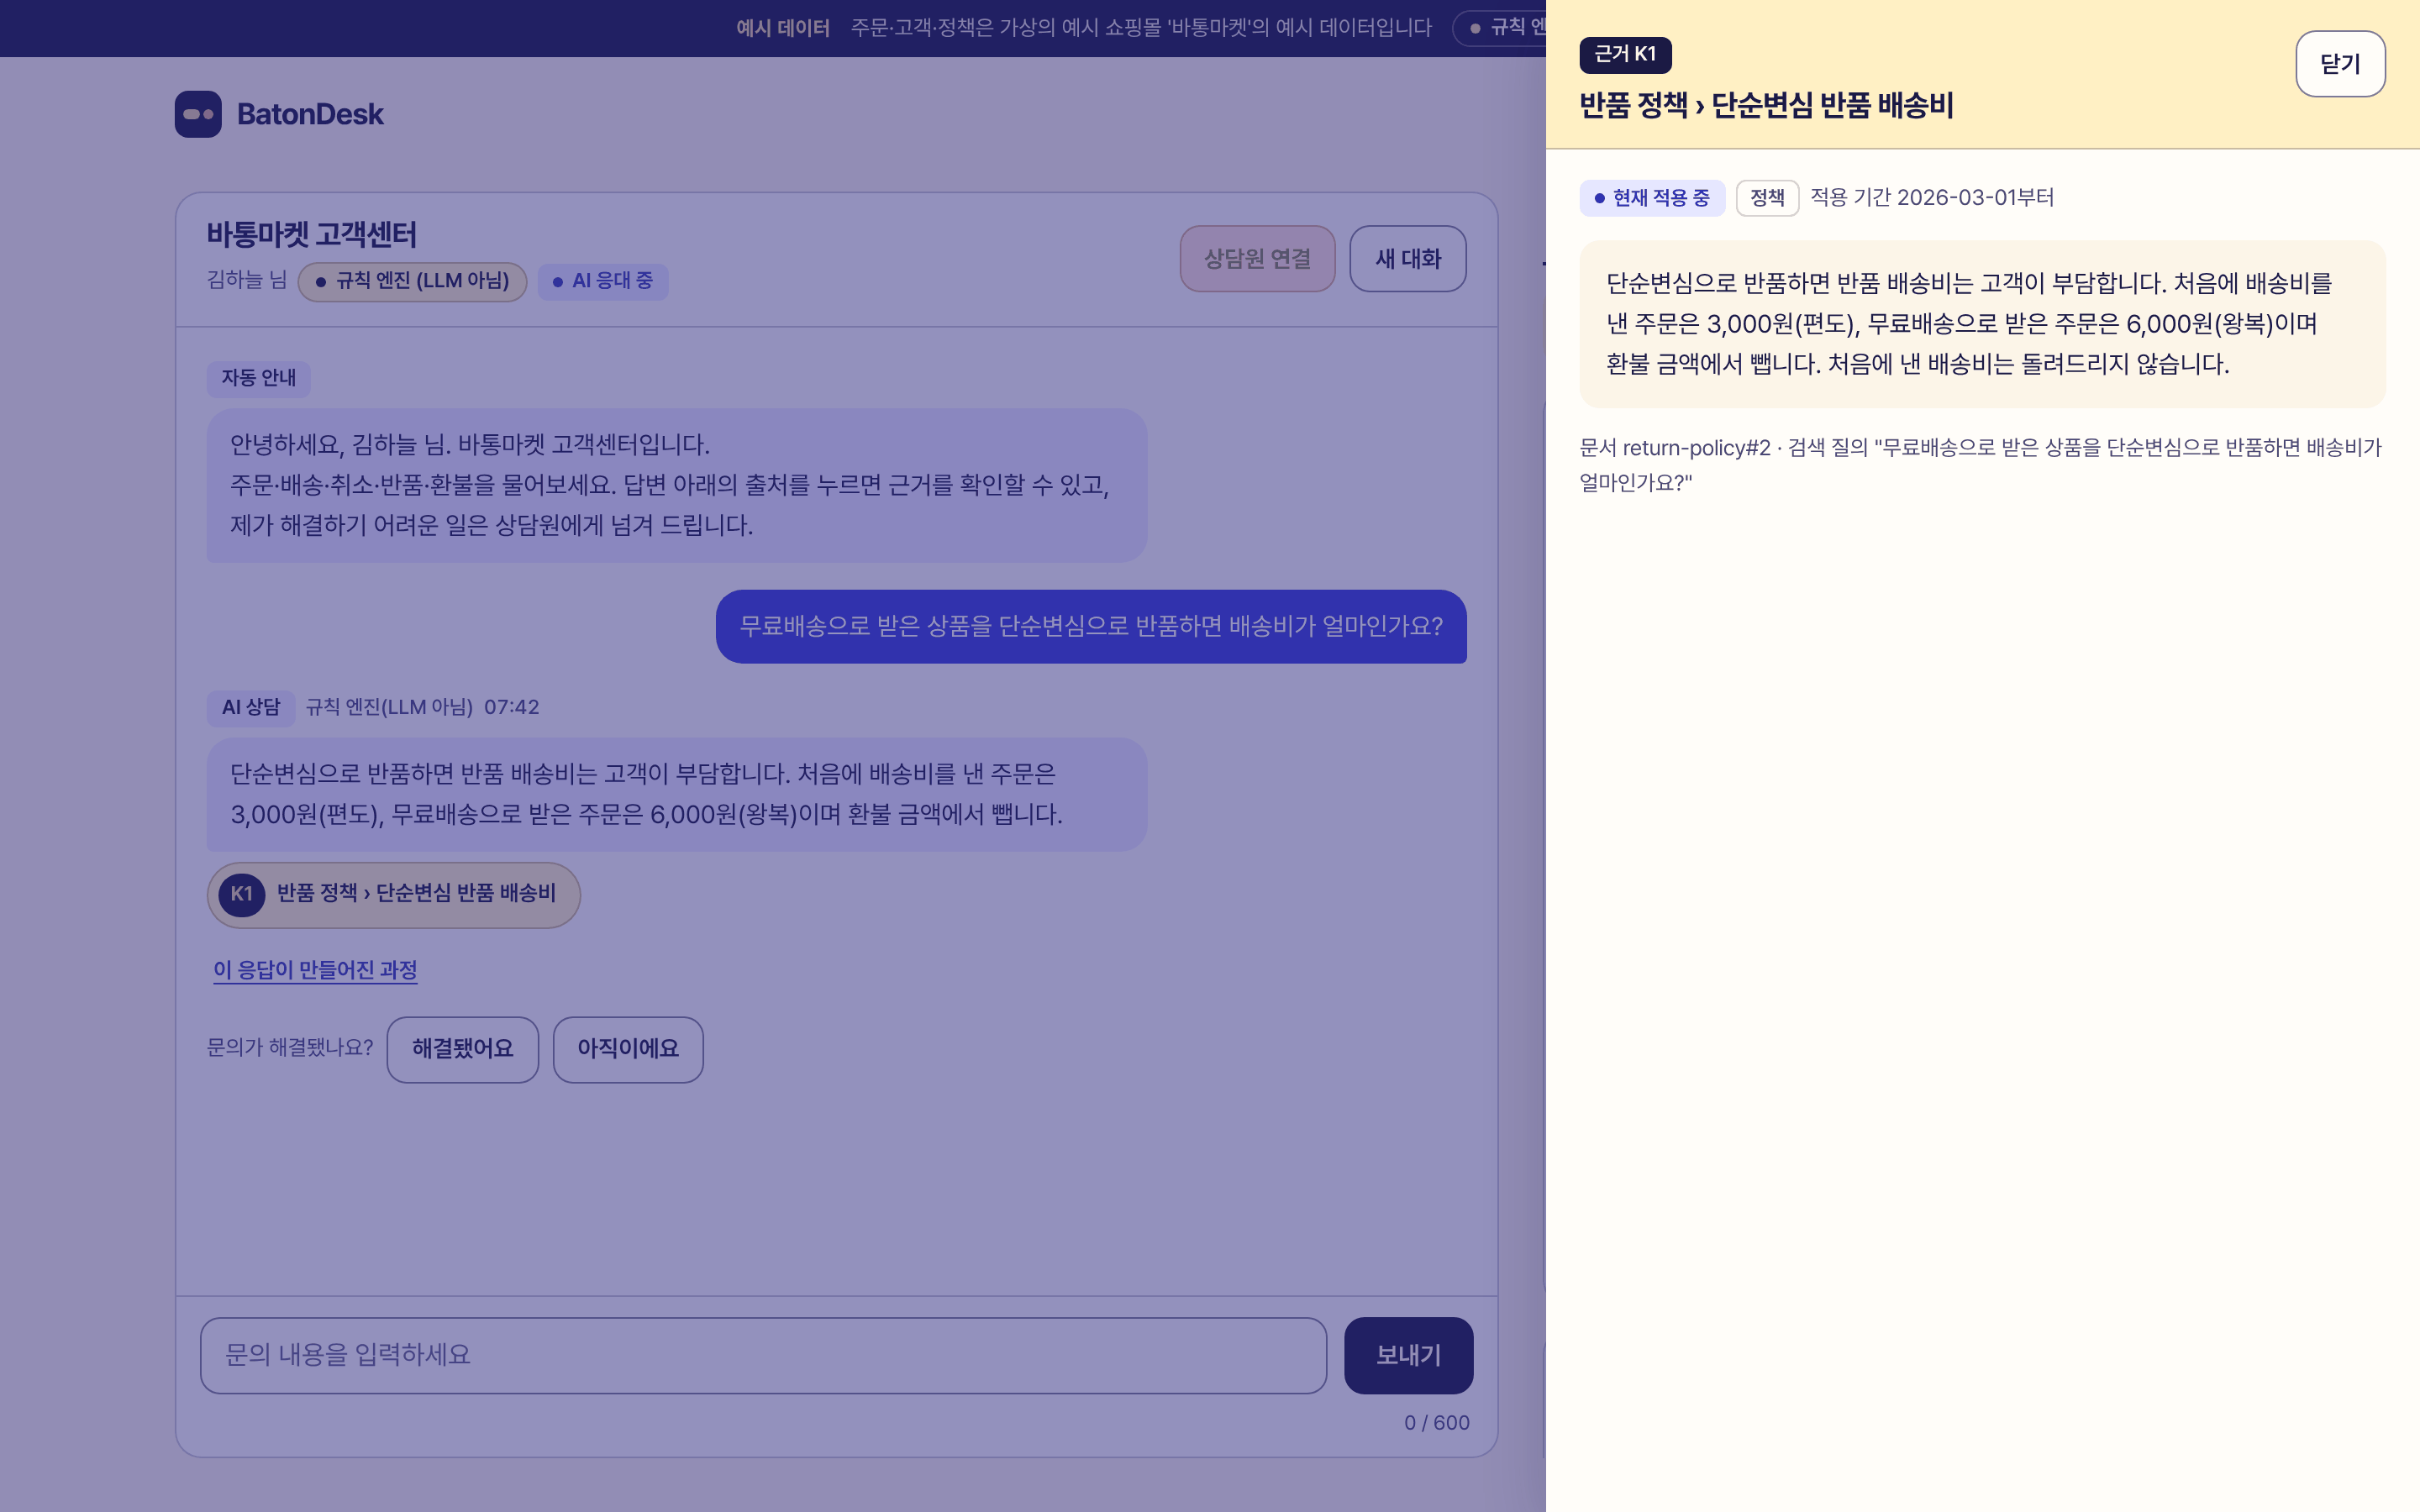 예시 데이터 주문·고객·정책은 가상의 예시 쇼핑몰 '바통마켓'의 예시 데이터입니다 규칙
BatonDesk
바통마켓 고객센터
김하늘 님 규칙 엔진 (LLM 아님) AI 응대 중
상담원 연결 새 대화
자동 안내
안녕하세요, 김하늘 님. 바통마켓 고객센터입니다.
주문·배송·취소·반품·환불을 물어보세요. 답변 아래의 출처를 누르면 근거를 확인할 수 있고,
제가 해결하기 어려운 일은 상담원에게 넘겨 드립니다.
무료배송으로 받은 상품을 단순변심으로 반품하면 배송비가 얼마인가요?
AI 상담 규칙 엔진(LLM 아님) 07:42
단순변심으로 반품하면 반품 배송비는 고객이 부담합니다. 처음에 배송비를 낸 주문은
3,000원(편도), 무료배송으로 받은 주문은 6,000원(왕복)이며 환불 금액에서 뺍니다.
K1 반품 정책 › 단순변심 반품 배송비
이 응답이 만들어진 과정
문의가 해결됐나요? 해결됐어요 아직이에요
문의 내용을 입력하세요
보내기
0 / 600
근거 K1
반품 정책 › 단순변심 반품 배송비
닫기
현재 적용 중 정책 적용 기간 2026-03-01부터
단순변심으로 반품하면 반품 배송비는 고객이 부담합니다. 처음에 배송비를
낸 주문은 3,000원(편도), 무료배송으로 받은 주문은 6,000원(왕복)이며
환불 금액에서 뺍니다. 처음에 낸 배송비는 돌려드리지 않습니다.
문서 return-policy#2 · 검색 질의 "무료배송으로 받은 상품을 단순변심으로 반품하면 배송비가
얼마인가요?"